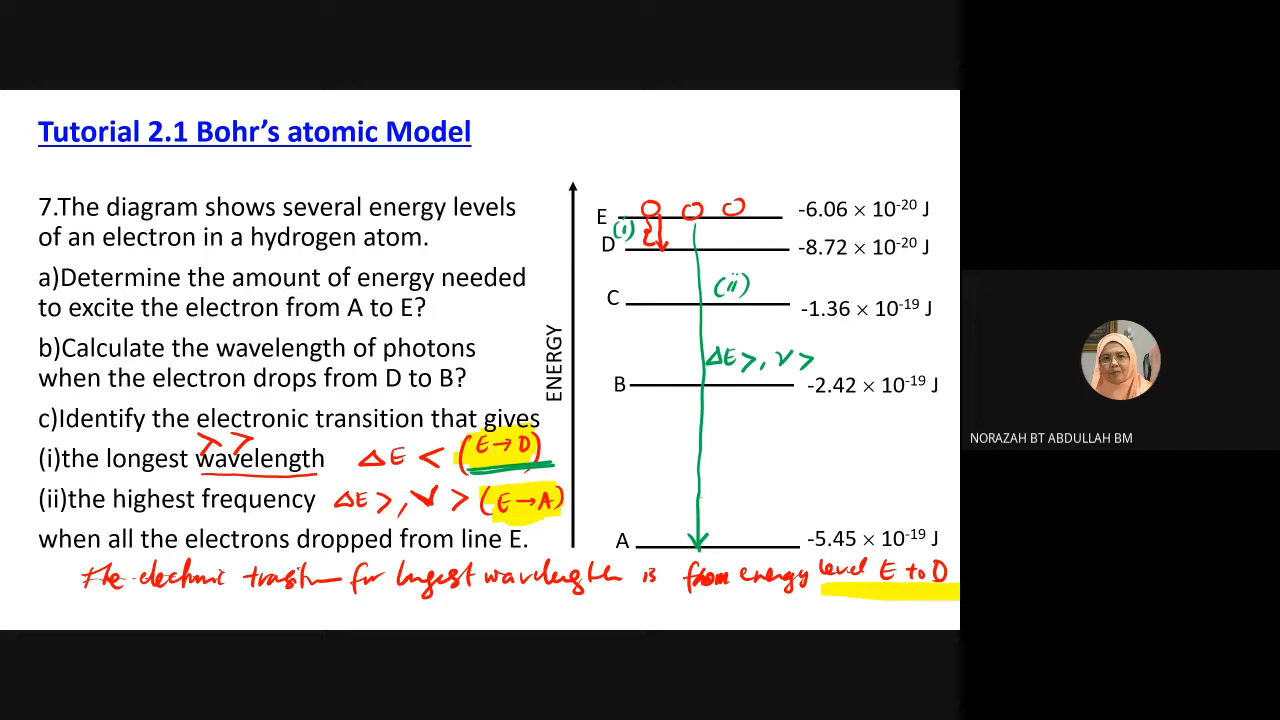 Tutorial 2.1 Bohr’s atomic Model
7.The diagram shows several energy levels
of an electron in a hydrogen atom.
a)Determine the amount of energy needed
to excite the electron from A to E?
b)Calculate the wavelength of photons
when the electron drops from D to B?
c)Identify the electronic transition that gives
(i)the longest wavelength ΔE < (E → D)
(ii)the highest frequency ΔE >, ν > (E → A)
when all the electrons dropped from line E.
the electronic transition for longest wavelength is from energy level E to D
ENERGY
E -6.06 × 10-20 J
(i)
D -8.72 × 10-20 J
(ii)
C -1.36 × 10-19 J
ΔE >, ν >
B -2.42 × 10-19 J
A -5.45 × 10-19 J
NORAZAH BT ABDULLAH BM